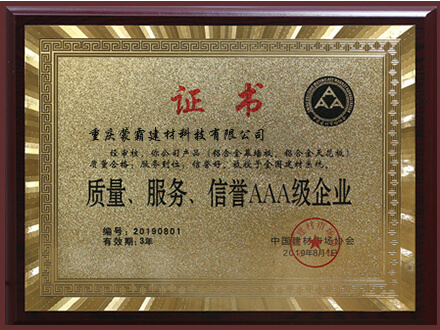 证书
重庆蒙霸建材科技有限公司
经审核，你公司产品（铝合金幕墙板，铝合金天花板）
质量合格，服务到位，信誉好，被授于全国建材系统，
质量、服务、信誉AAA级企业
编号：20190801
有效期：3年
中国建材市场协会
2019年8月1日